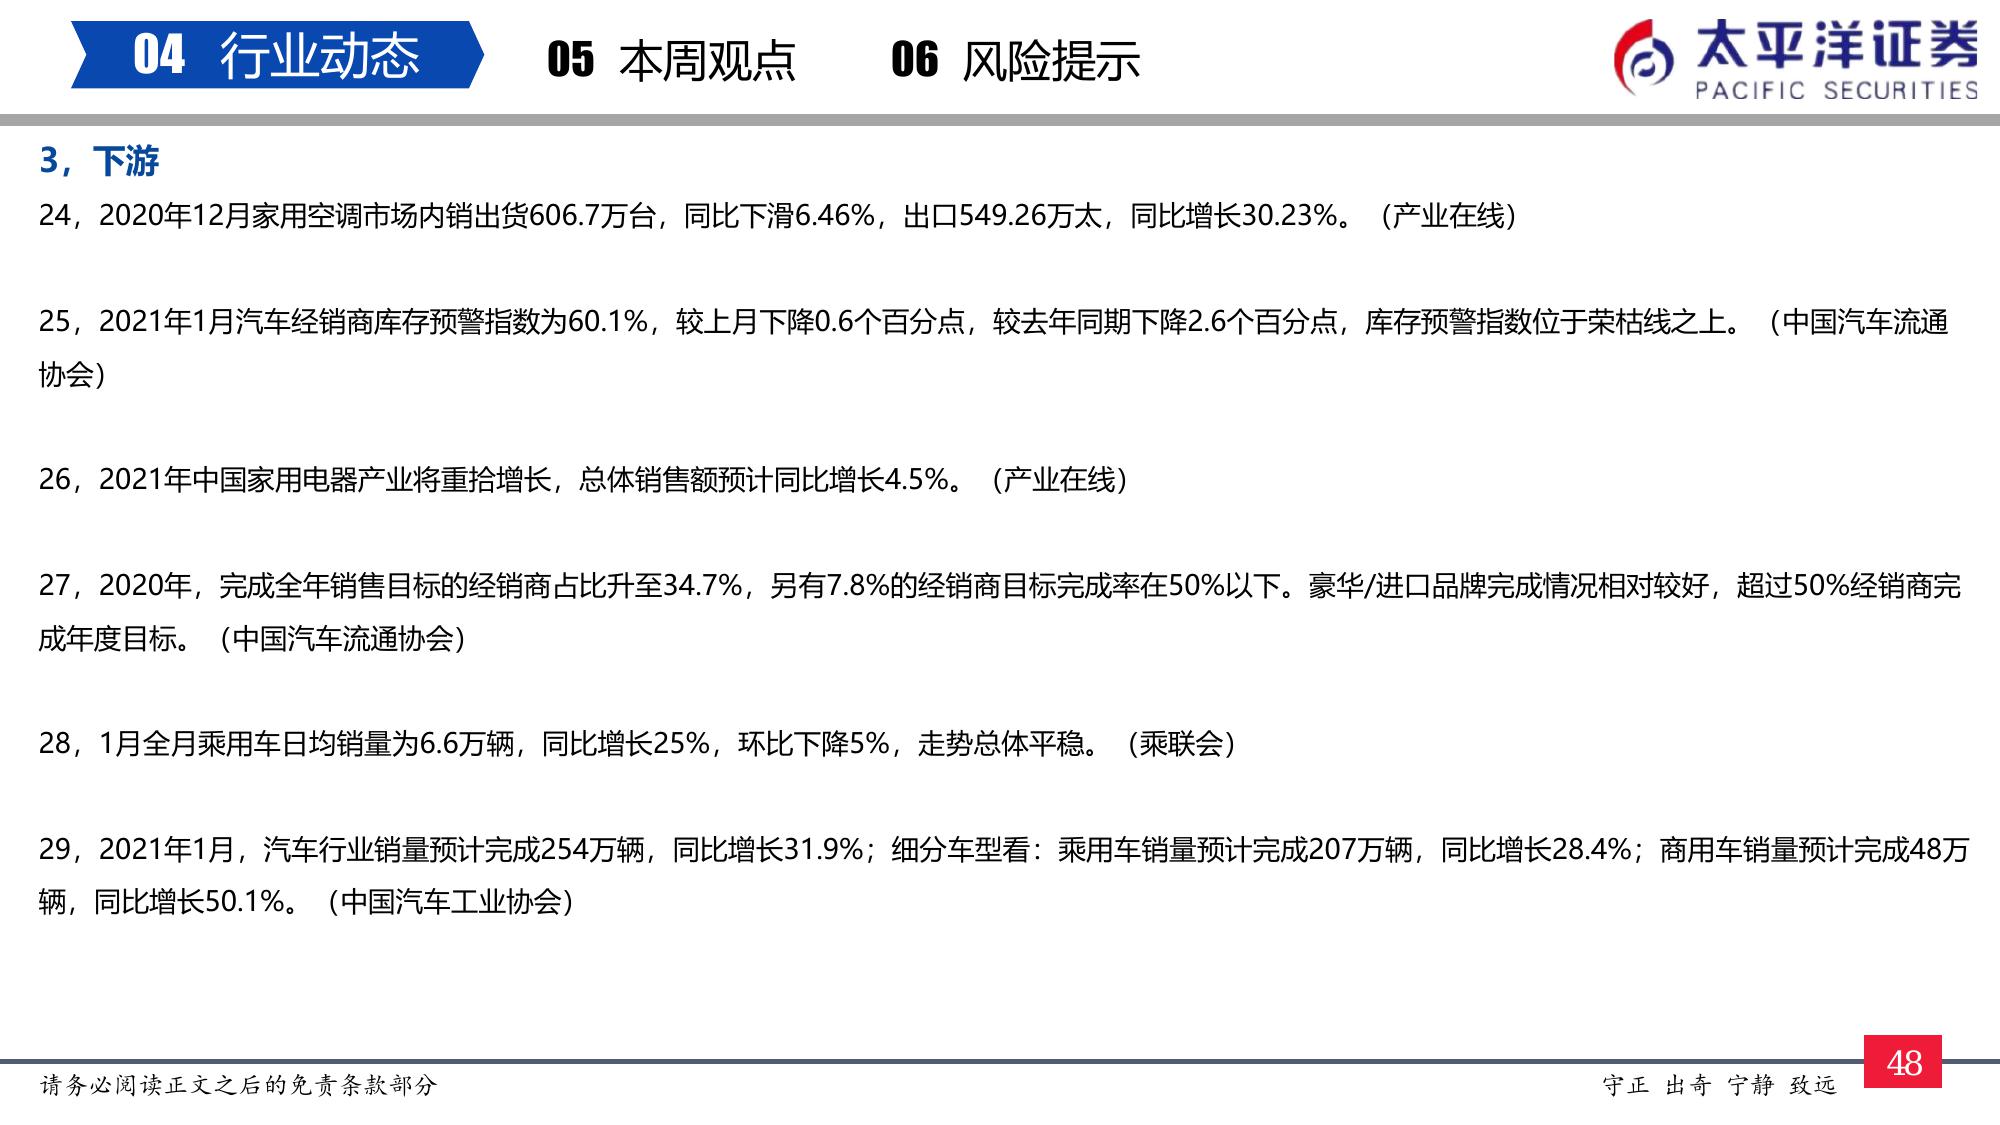 04 行业动态 05 本周观点 06 风险提示
太平洋证券
PACIFIC SECURITIES
3，下游
24，2020年12月家用空调市场内销出货606.7万台，同比下滑6.46%，出口549.26万太，同比增长30.23%。（产业在线）
25，2021年1月汽车经销商库存预警指数为60.1%，较上月下降0.6个百分点，较去年同期下降2.6个百分点，库存预警指数位于荣枯线之上。（中国汽车流通
协会）
26，2021年中国家用电器产业将重拾增长，总体销售额预计同比增长4.5%。（产业在线）
27，2020年，完成全年销售目标的经销商占比升至34.7%，另有7.8%的经销商目标完成率在50%以下。豪华/进口品牌完成情况相对较好，超过50%经销商完
成年度目标。（中国汽车流通协会）
28，1月全月乘用车日均销量为6.6万辆，同比增长25%，环比下降5%，走势总体平稳。（乘联会）
29，2021年1月，汽车行业销量预计完成254万辆，同比增长31.9%；细分车型看：乘用车销量预计完成207万辆，同比增长28.4%；商用车销量预计完成48万
辆，同比增长50.1%。（中国汽车工业协会）
请务必阅读正文之后的免责条款部分
守正 出奇 宁静 致远
48